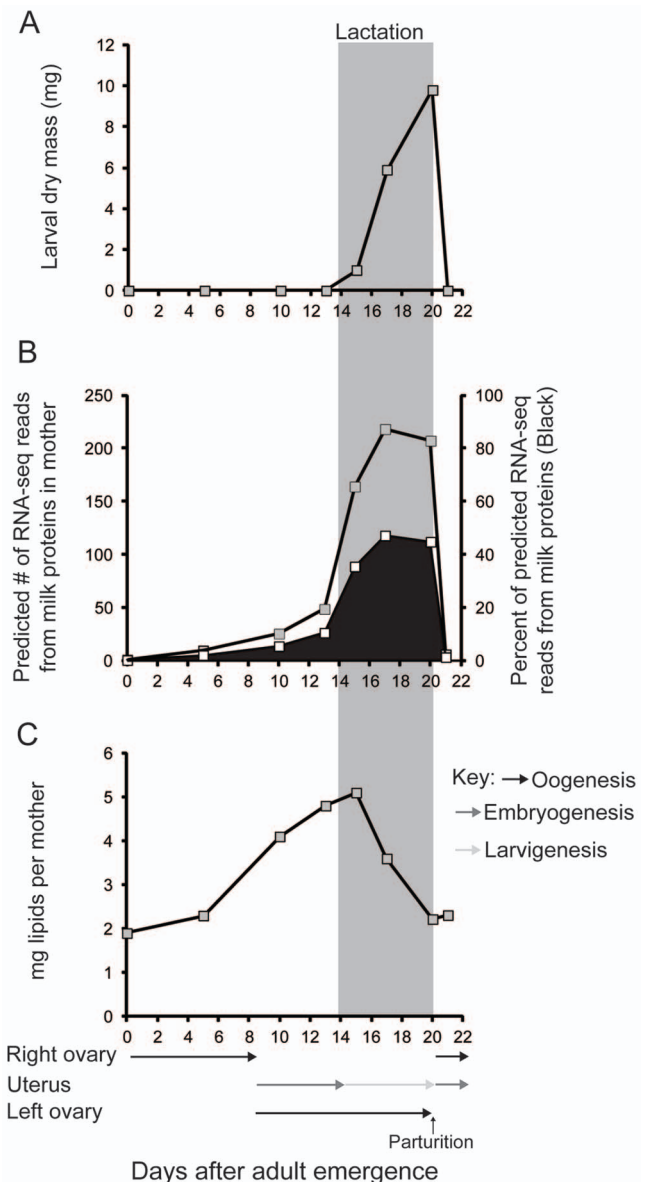 A
Lactation
Larval dry mass (mg)
12
10
8
6
4
2
0
0 2 4 6 8 10 12 14 16 18 20 22
B
Predicted # of RNA-seq reads
from milk proteins in mother
250
200
150
100
50
0
100
80
60
40
20
0
Percent of predicted RNA-seq
reads from milk proteins (Black)
0 2 4 6 8 10 12 14 16 18 20 22
C
mg lipids per mother
6
5
4
3
2
1
0
Key: Oogenesis
Embryogenesis
Larvigenesis
0 2 4 6 8 10 12 14 16 18 20 22
Right ovary
Uterus
Left ovary
Parturition
Days after adult emergence